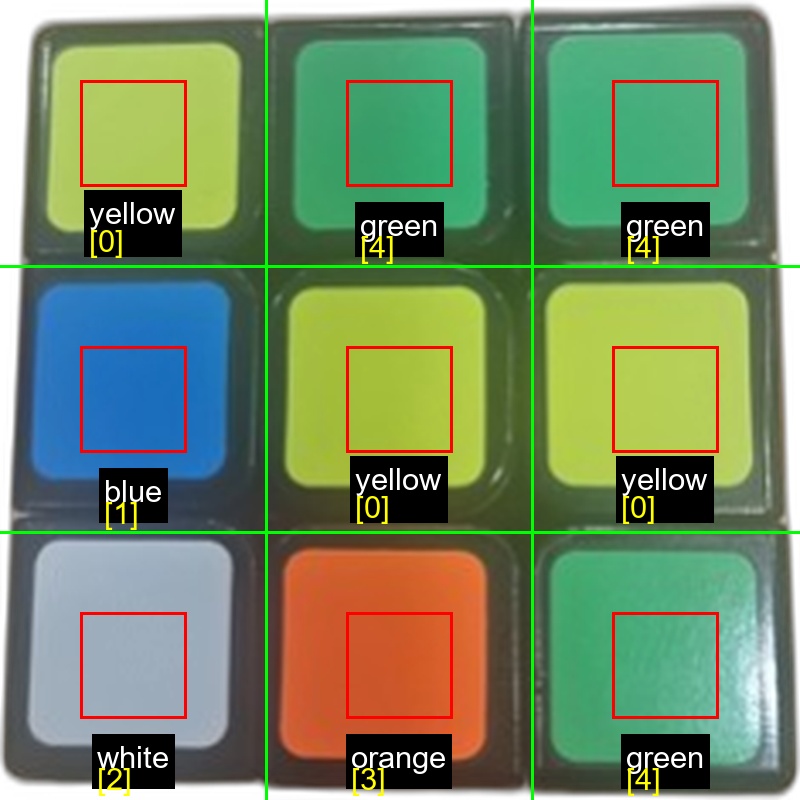 yellow
[0]
green
[4]
green
[4]
blue
[1]
yellow
[0]
yellow
[0]
white
[2]
orange
[3]
green
[4]